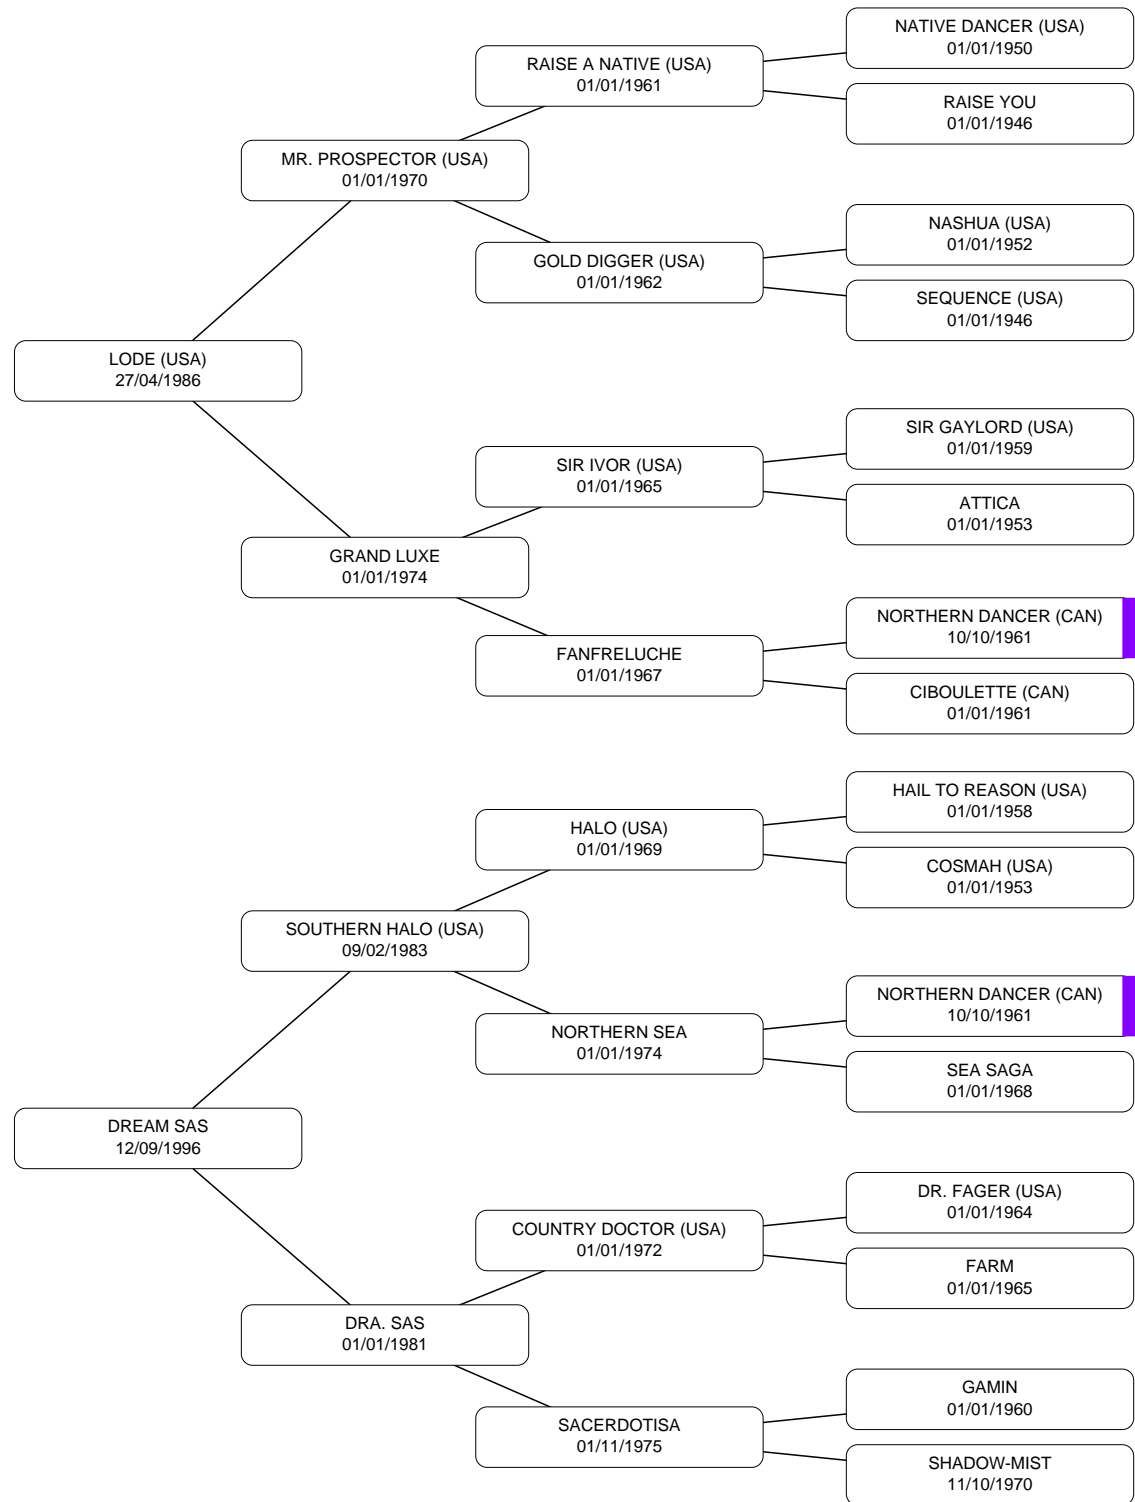 NATIVE DANCER (USA)
01/01/1950
RAISE A NATIVE (USA)
01/01/1961
RAISE YOU
01/01/1946
MR. PROSPECTOR (USA)
01/01/1970
NASHUA (USA)
01/01/1952
GOLD DIGGER (USA)
01/01/1962
SEQUENCE (USA)
01/01/1946
LODE (USA)
27/04/1986
SIR GAYLORD (USA)
01/01/1959
SIR IVOR (USA)
01/01/1965
ATTICA
01/01/1953
GRAND LUXE
01/01/1974
NORTHERN DANCER (CAN)
10/10/1961
FANFRELUCHE
01/01/1967
CIBOULETTE (CAN)
01/01/1961
HAIL TO REASON (USA)
01/01/1958
HALO (USA)
01/01/1969
COSMAH (USA)
01/01/1953
SOUTHERN HALO (USA)
09/02/1983
NORTHERN DANCER (CAN)
10/10/1961
NORTHERN SEA
01/01/1974
SEA SAGA
01/01/1968
DREAM SAS
12/09/1996
DR. FAGER (USA)
01/01/1964
COUNTRY DOCTOR (USA)
01/01/1972
FARM
01/01/1965
DRA. SAS
01/01/1981
GAMIN
01/01/1960
SACERDOTISA
01/11/1975
SHADOW-MIST
11/10/1970